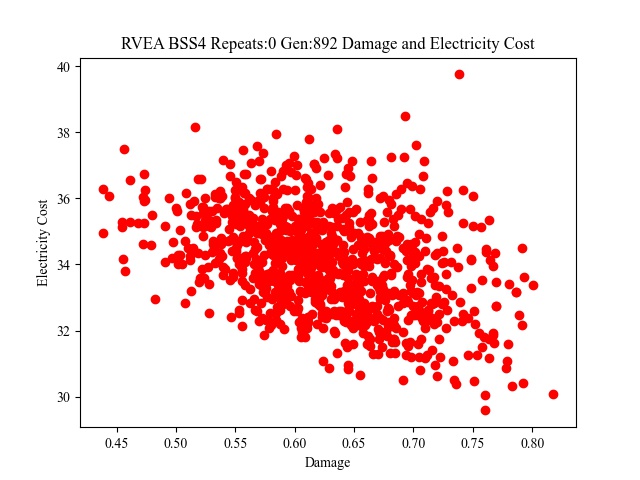 RVEA BSS4 Repeats:0 Gen:892 Damage and Electricity Cost
40
38
36
34
32
30
Electricity Cost
0.45 0.50 0.55 0.60 0.65 0.70 0.75 0.80
Damage